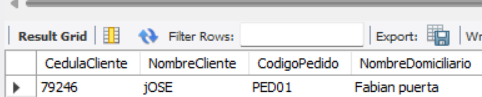 Result Grid Filter Rows: Export:
CedulaCliente NombreCliente CodigoPedido NombreDomiciliario
79246 jOSE PED01 Fabian puerta